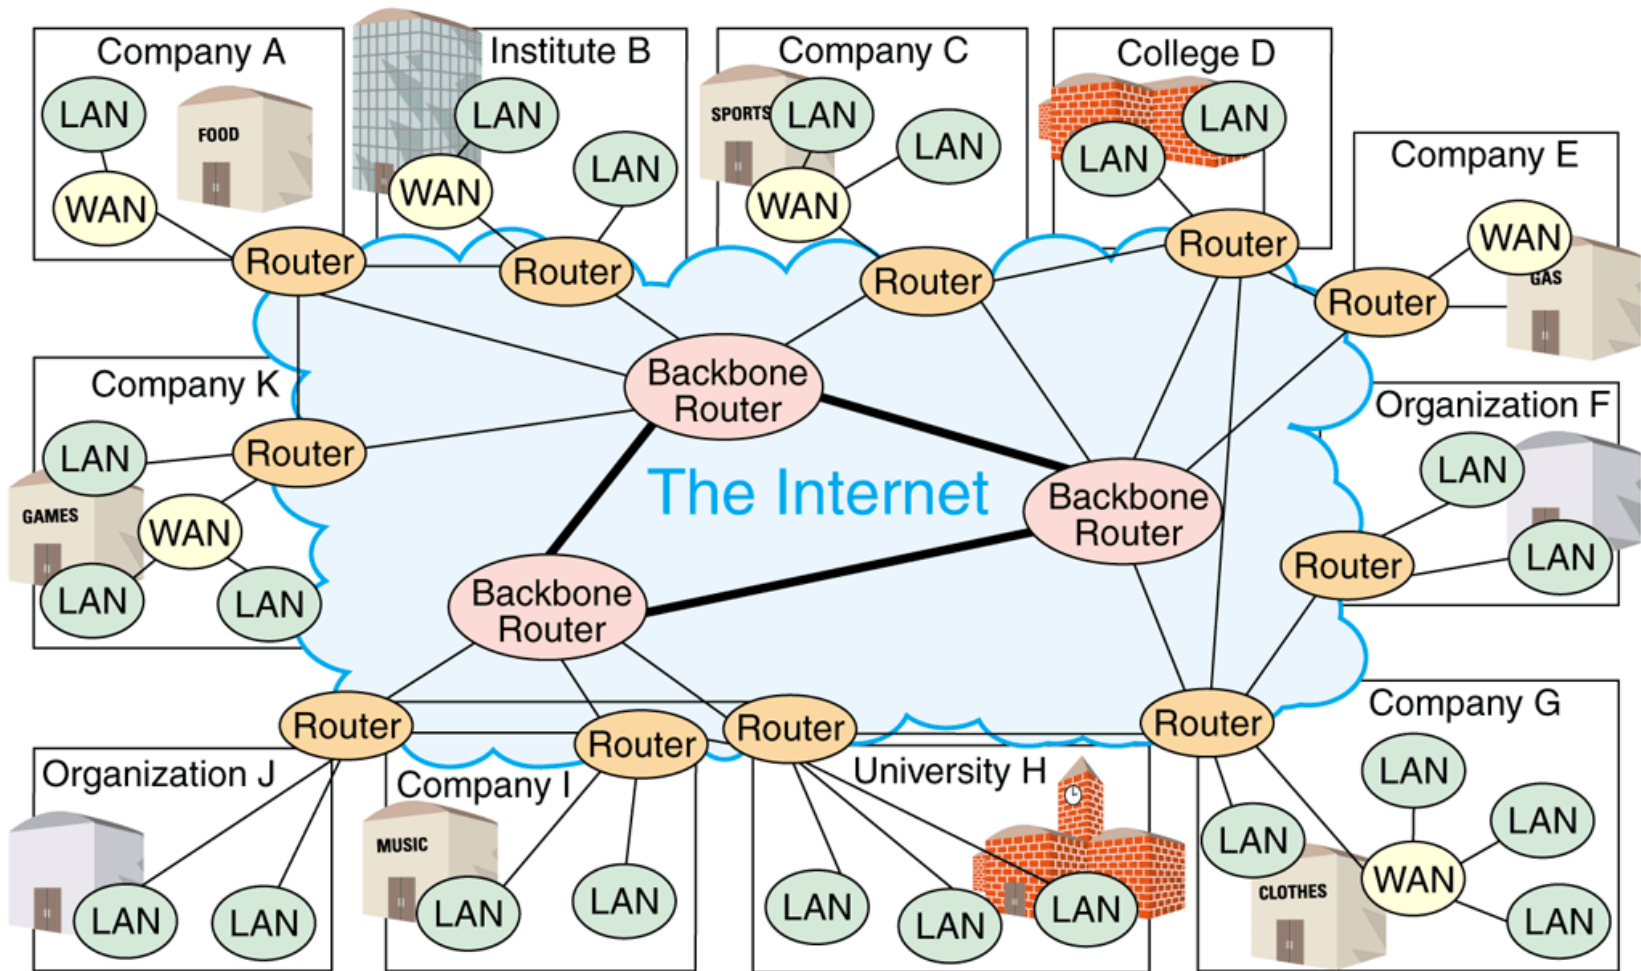 Company A
LAN
FOOD
WAN
Router
Institute B
LAN
LAN
WAN
Router
Company C
SPORTS
LAN
LAN
WAN
Router
College D
LAN
LAN
Router
Company E
WAN
GAS
Router
Company K
LAN
Router
GAMES
WAN
LAN
LAN
Backbone
Router
The Internet
Backbone
Router
Backbone
Router
Organization F
LAN
LAN
Router
Organization J
Router
LAN
LAN
Company I
Router
MUSIC
LAN
LAN
University H
Router
LAN
LAN
LAN
Company G
Router
LAN
LAN
LAN
WAN
CLOTHES
LAN